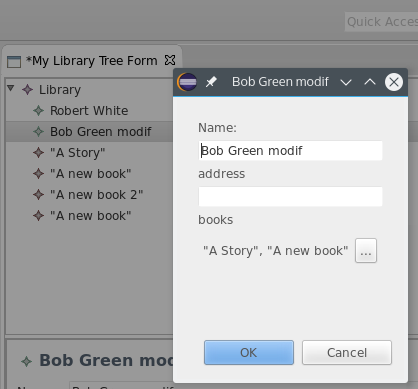 Quick Access
*My Library Tree Form
Bob Green modif
Library
Robert White
Bob Green modif
"A Story"
"A new book"
"A new book 2"
"A new book"
Name:
Bob Green modif
address
books
"A Story", "A new book" ...
OK Cancel
Bob Green mod